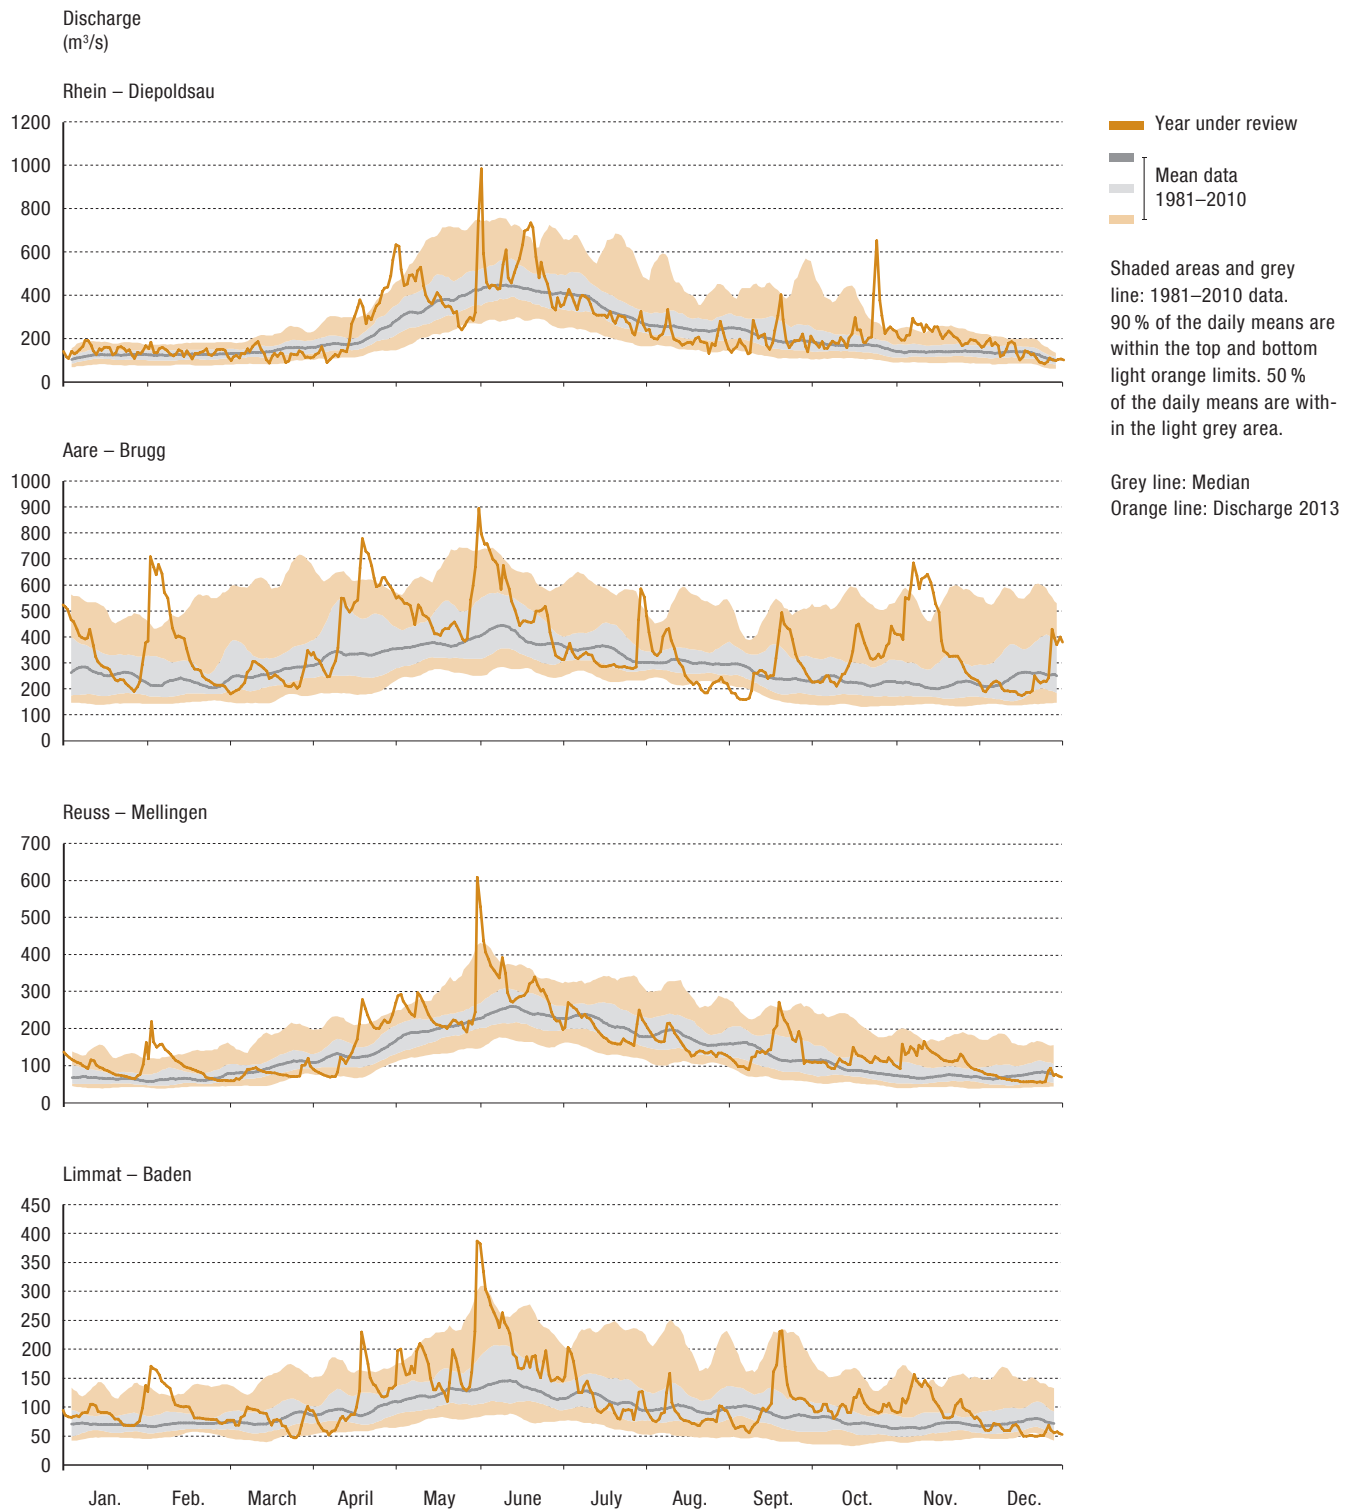 Discharge
(m³/s)
Rhein – Diepoldsau
1200
1000
800
600
400
200
0
Year under review
Mean data
1981–2010
Shaded areas and grey
line: 1981–2010 data.
90 % of the daily means are
within the top and bottom
light orange limits. 50 %
of the daily means are with-
in the light grey area.
Grey line: Median
Orange line: Discharge 2013
Aare – Brugg
1000
900
800
700
600
500
400
300
200
100
0
Reuss – Mellingen
700
600
500
400
300
200
100
0
Limmat – Baden
450
400
350
300
250
200
150
100
50
0
Jan. Feb. March April May June July Aug. Sept. Oct. Nov. Dec.